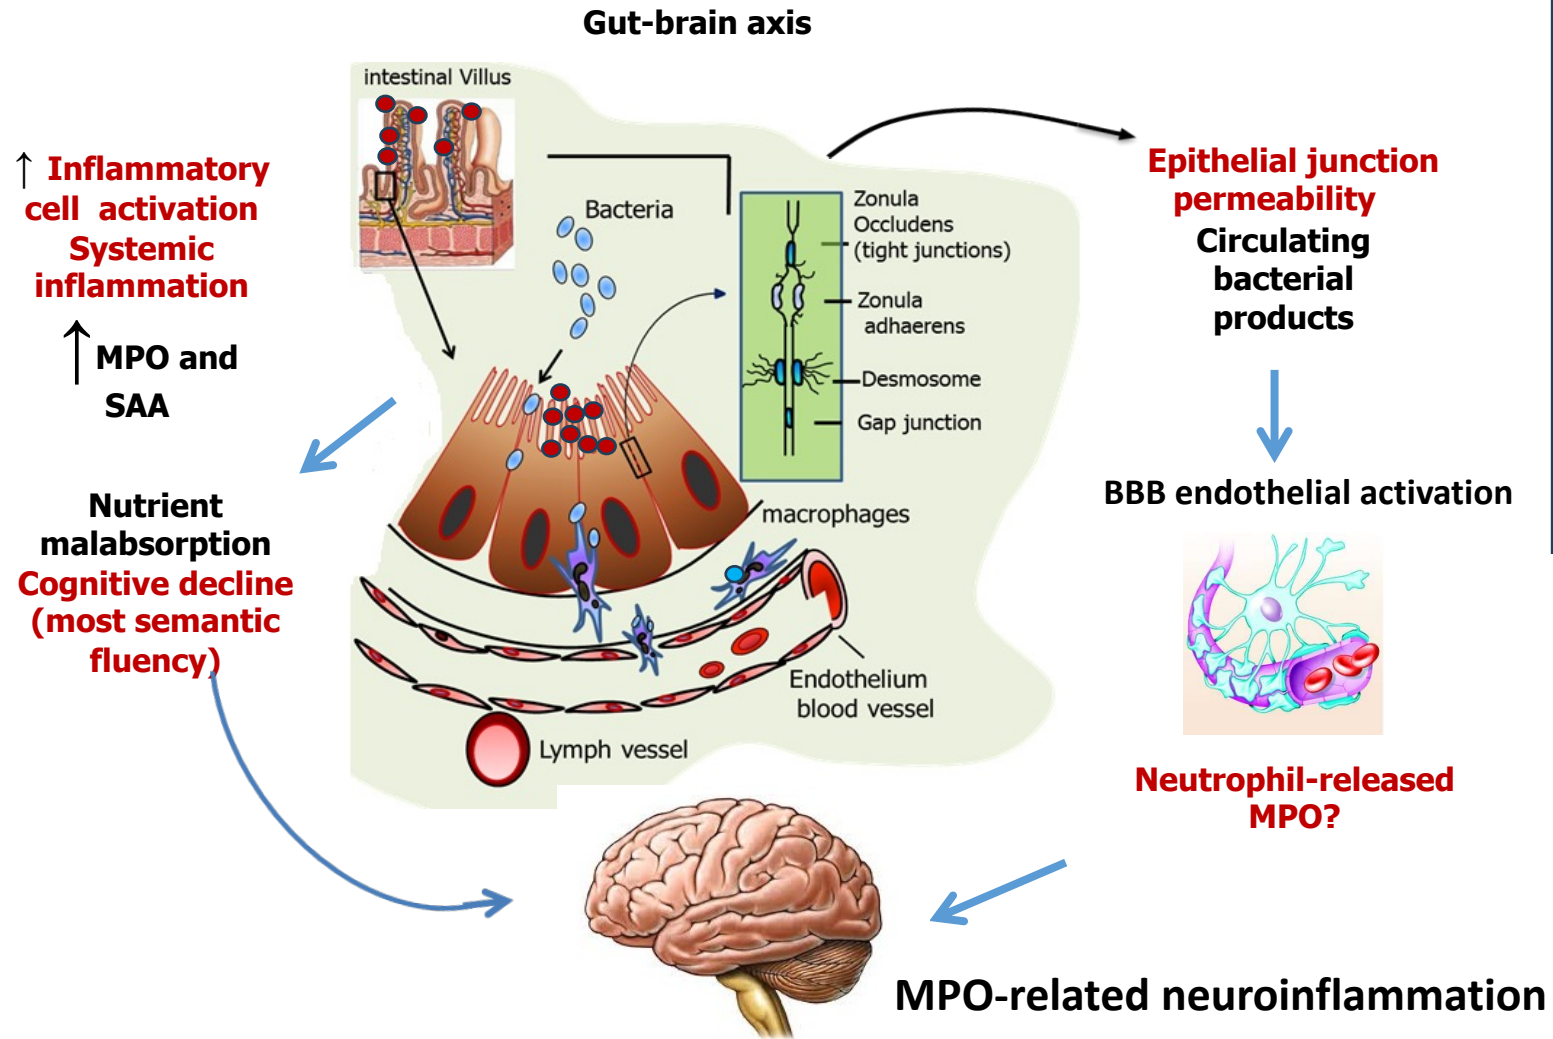 Gut-brain axis
intestinal Villus
↑ Inflammatory
cell activation
Systemic
inflammation
↑ MPO and
SAA
Nutrient
malabsorption
Cognitive decline
(most semantic
fluency)
Bacteria
Zonula
Occludens
(tight junctions)
Zonula
adhaerens
Desmosome
Gap junction
macrophages
Endothelium
blood vessel
Lymph vessel
Epithelial junction
permeability
Circulating
bacterial
products
BBB endothelial activation
Neutrophil-released
MPO?
MPO-related neuroinflammation